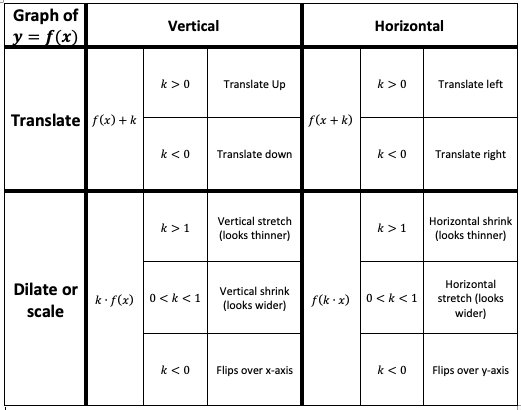 Graph of
y = f(x)
Vertical
Horizontal
Translate
f(x) + k
k > 0
Translate Up
f(x + k)
k > 0
Translate left
k < 0
Translate down
k < 0
Translate right
Dilate or
scale
k · f(x)
k > 1
Vertical stretch
(looks thinner)
f(k · x)
k > 1
Horizontal shrink
(looks thinner)
0 < k < 1
Vertical shrink
(looks wider)
0 < k < 1
Horizontal
stretch (looks
wider)
k < 0
Flips over x-axis
k < 0
Flips over y-axis